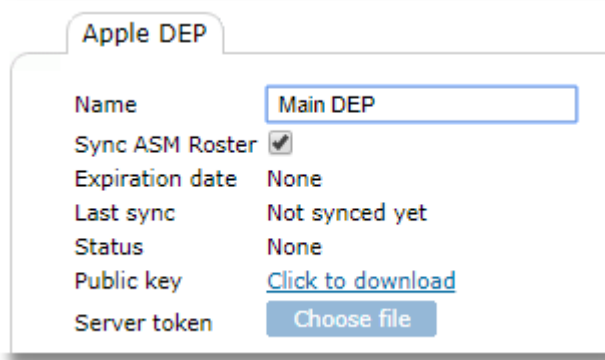 Apple DEP
Name Main DEP
Sync ASM Roster
Expiration date None
Last sync Not synced yet
Status None
Public key Click to download
Server token Choose file